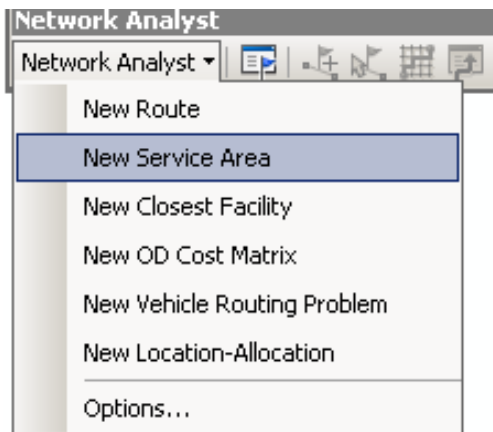 Network Analyst
Network Analyst
New Route
New Service Area
New Closest Facility
New OD Cost Matrix
New Vehicle Routing Problem
New Location-Allocation
Options...